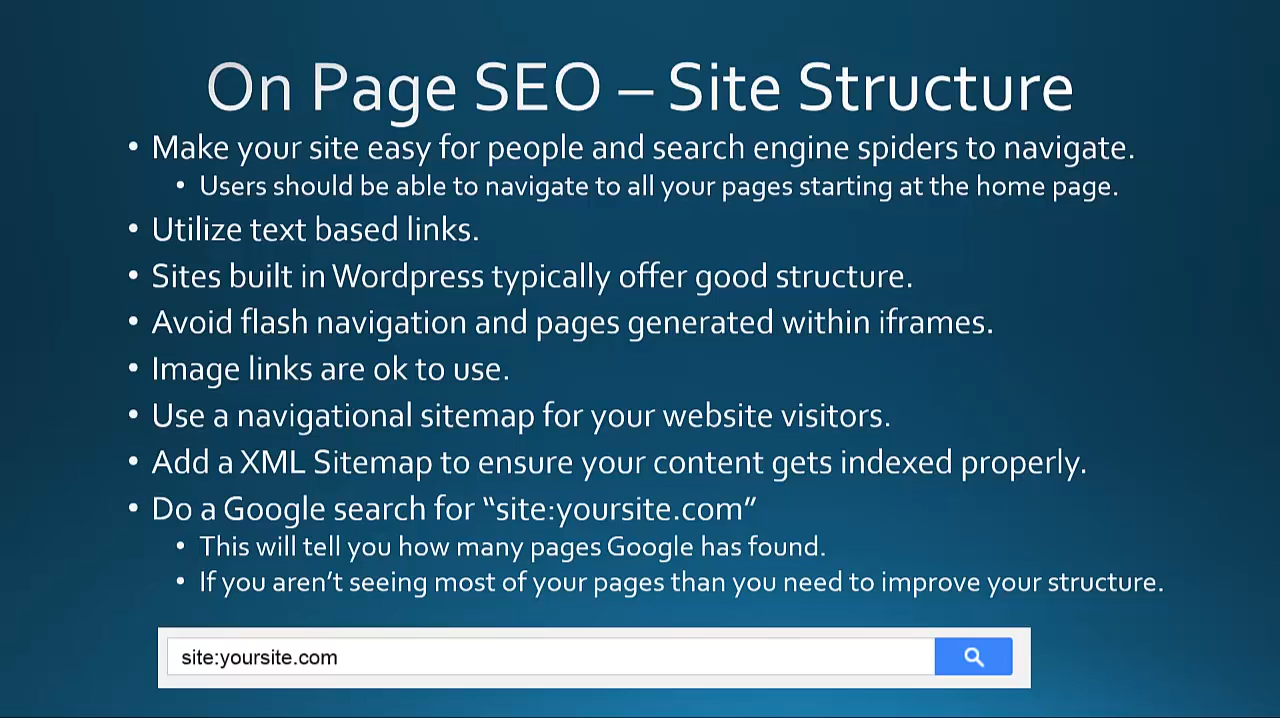 On Page SEO – Site Structure
• Make your site easy for people and search engine spiders to navigate.
• Users should be able to navigate to all your pages starting at the home page.
• Utilize text based links.
• Sites built in Wordpress typically offer good structure.
• Avoid flash navigation and pages generated within iframes.
• Image links are ok to use.
• Use a navigational sitemap for your website visitors.
• Add a XML Sitemap to ensure your content gets indexed properly.
• Do a Google search for “site:yoursite.com”
• This will tell you how many pages Google has found.
• If you aren’t seeing most of your pages than you need to improve your structure.
site:yoursite.com